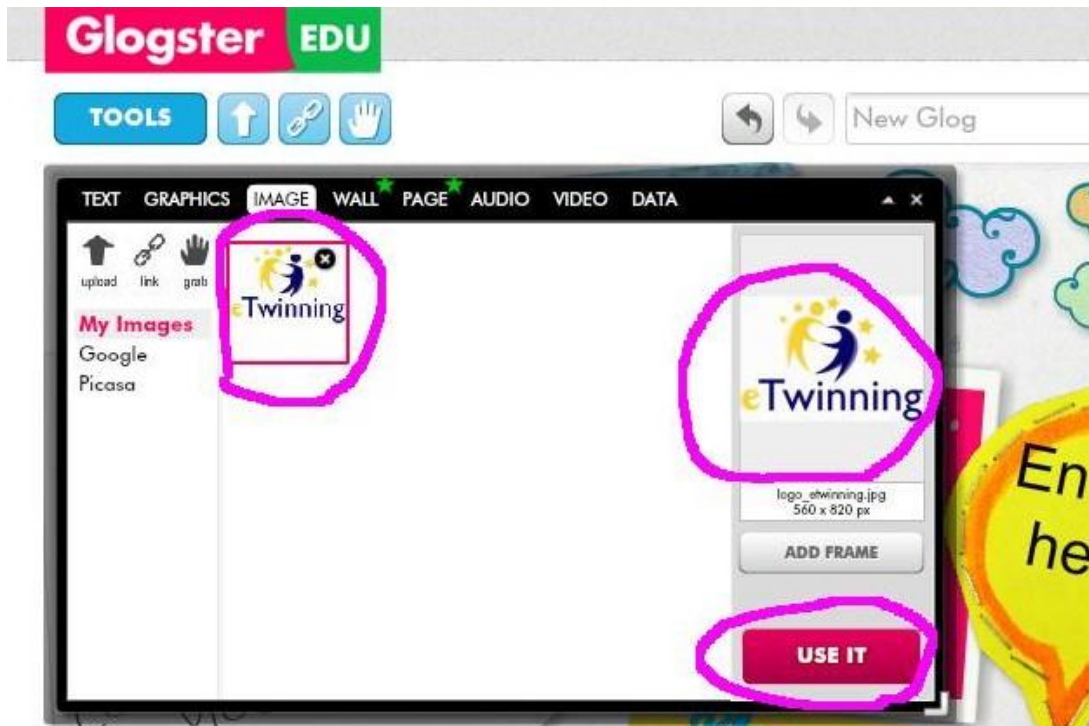 Glogster EDU
TOOLS
New Glog
TEXT GRAPHICS IMAGE WALL PAGE AUDIO VIDEO DATA
upload link grab
My Images
Google
Picasa
eTwinning
eTwinning
logo_etwinning.jpg
560 x 820 px
ADD FRAME
USE IT
En
he